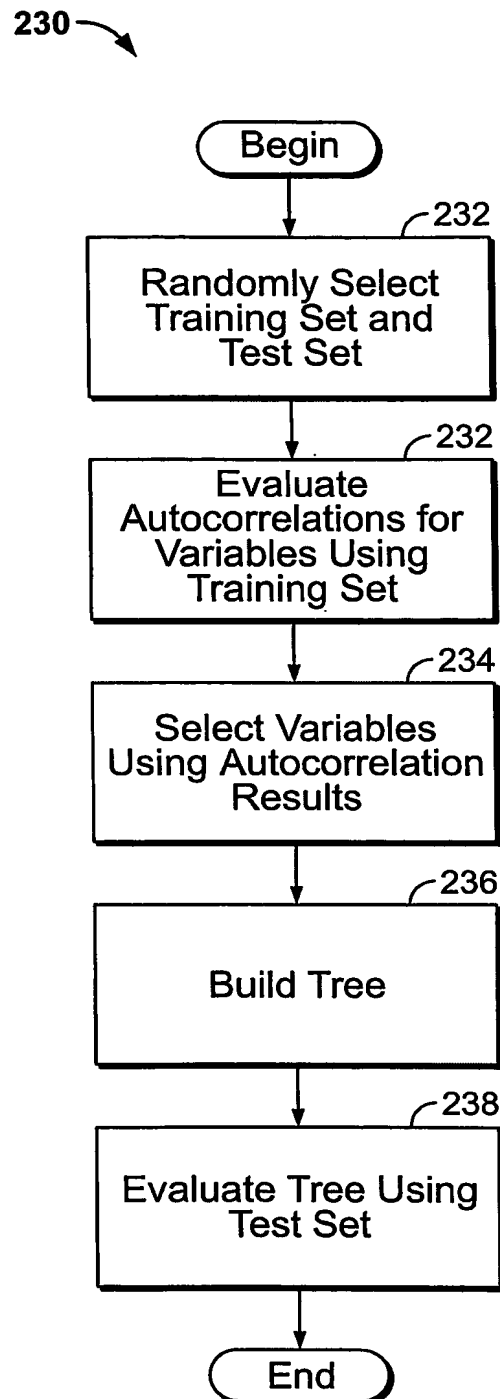 230
Begin
232
Randomly Select
Training Set and
Test Set
232
Evaluate
Autocorrelations for
Variables Using
Training Set
234
Select Variables
Using Autocorrelation
Results
236
Build Tree
238
Evaluate Tree Using
Test Set
End